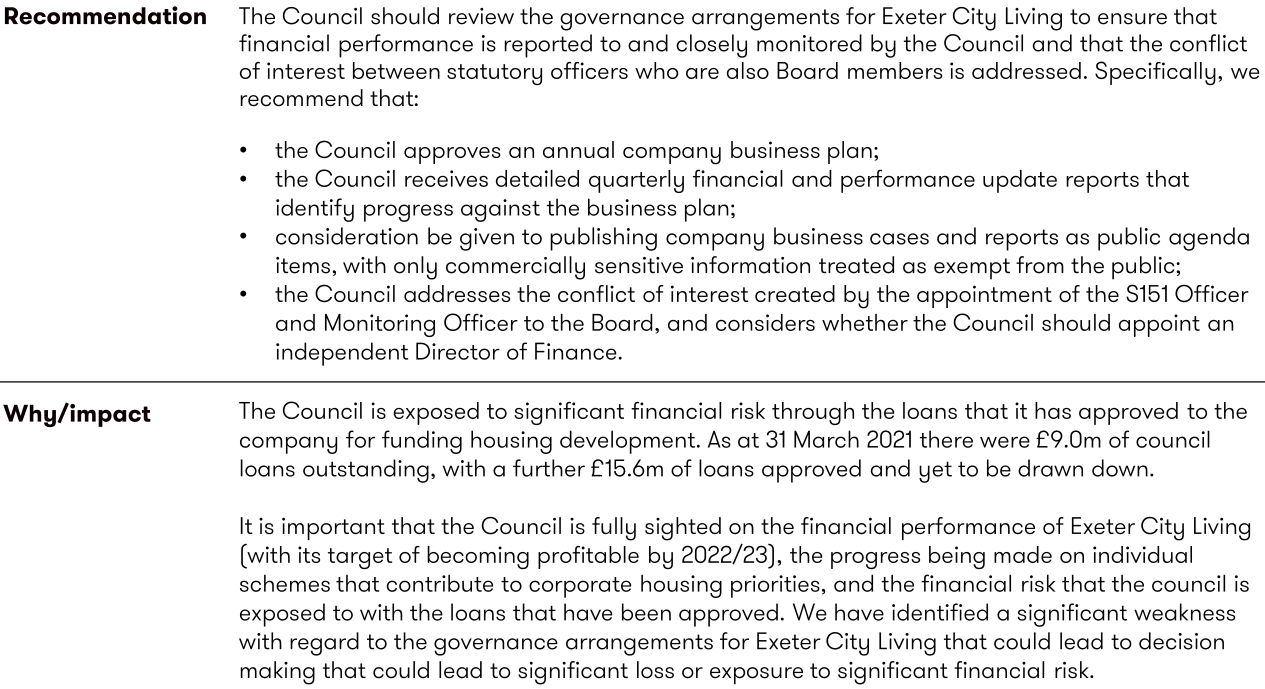 Recommendation
The Council should review the governance arrangements for Exeter City Living to ensure that
financial performance is reported to and closely monitored by the Council and that the conflict
of interest between statutory officers who are also Board members is addressed. Specifically, we
recommend that:
• the Council approves an annual company business plan;
• the Council receives detailed quarterly financial and performance update reports that
identify progress against the business plan;
• consideration be given to publishing company business cases and reports as public agenda
items, with only commercially sensitive information treated as exempt from the public;
• the Council addresses the conflict of interest created by the appointment of the S151 Officer
and Monitoring Officer to the Board, and considers whether the Council should appoint an
independent Director of Finance.
Why/impact
The Council is exposed to significant financial risk through the loans that it has approved to the
company for funding housing development. As at 31 March 2021 there were £9.0m of council
loans outstanding, with a further £15.6m of loans approved and yet to be drawn down.
It is important that the Council is fully sighted on the financial performance of Exeter City Living
(with its target of becoming profitable by 2022/23), the progress being made on individual
schemes that contribute to corporate housing priorities, and the financial risk that the council is
exposed to with the loans that have been approved. We have identified a significant weakness
with regard to the governance arrangements for Exeter City Living that could lead to decision
making that could lead to significant loss or exposure to significant financial risk.